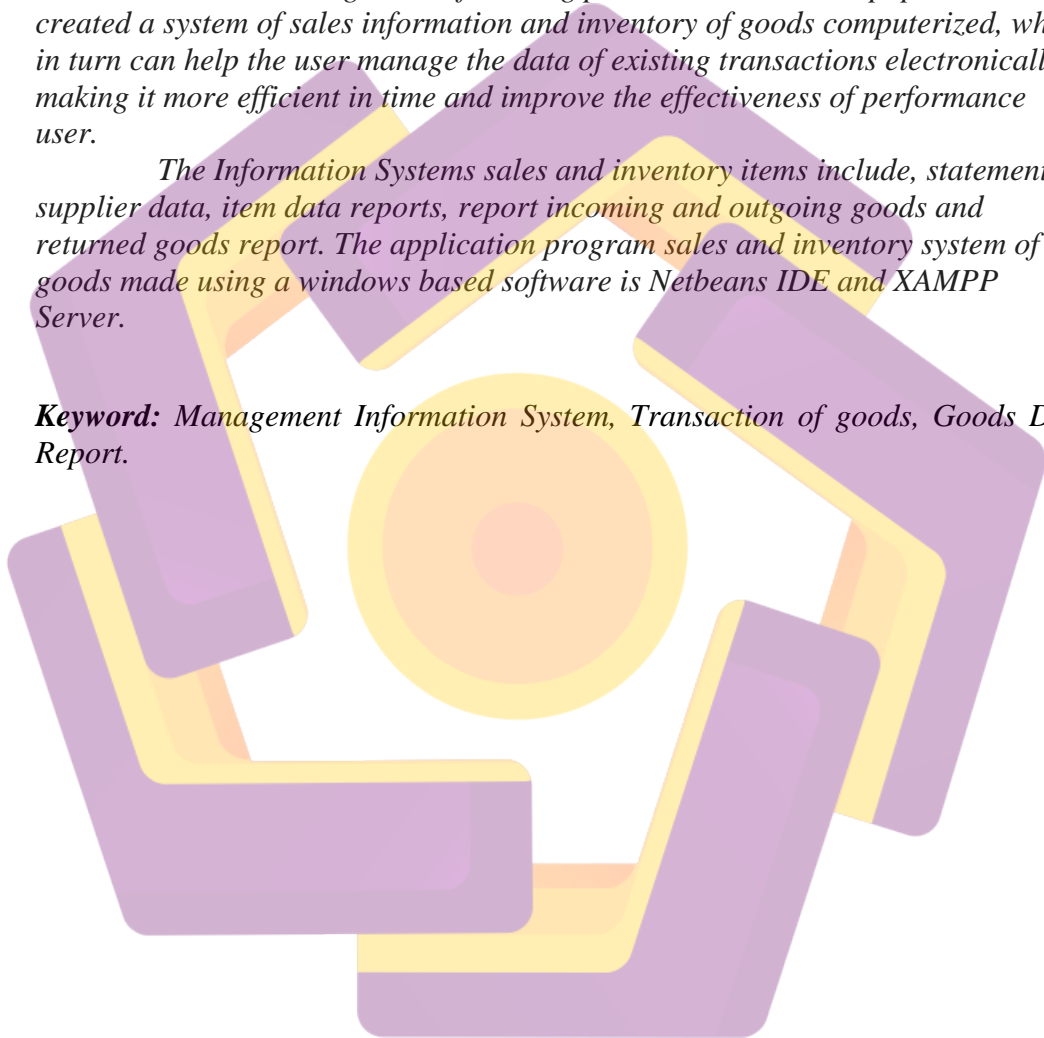 created a system of sales information and inventory of goods computerized, wh
in turn can help the user manage the data of existing transactions electronicall
making it more efficient in time and improve the effectiveness of performance
user.
The Information Systems sales and inventory items include, statement
supplier data, item data reports, report incoming and outgoing goods and
returned goods report. The application program sales and inventory system of
goods made using a windows based software is Netbeans IDE and XAMPP
Server.
Keyword: Management Information System, Transaction of goods, Goods D
Report.